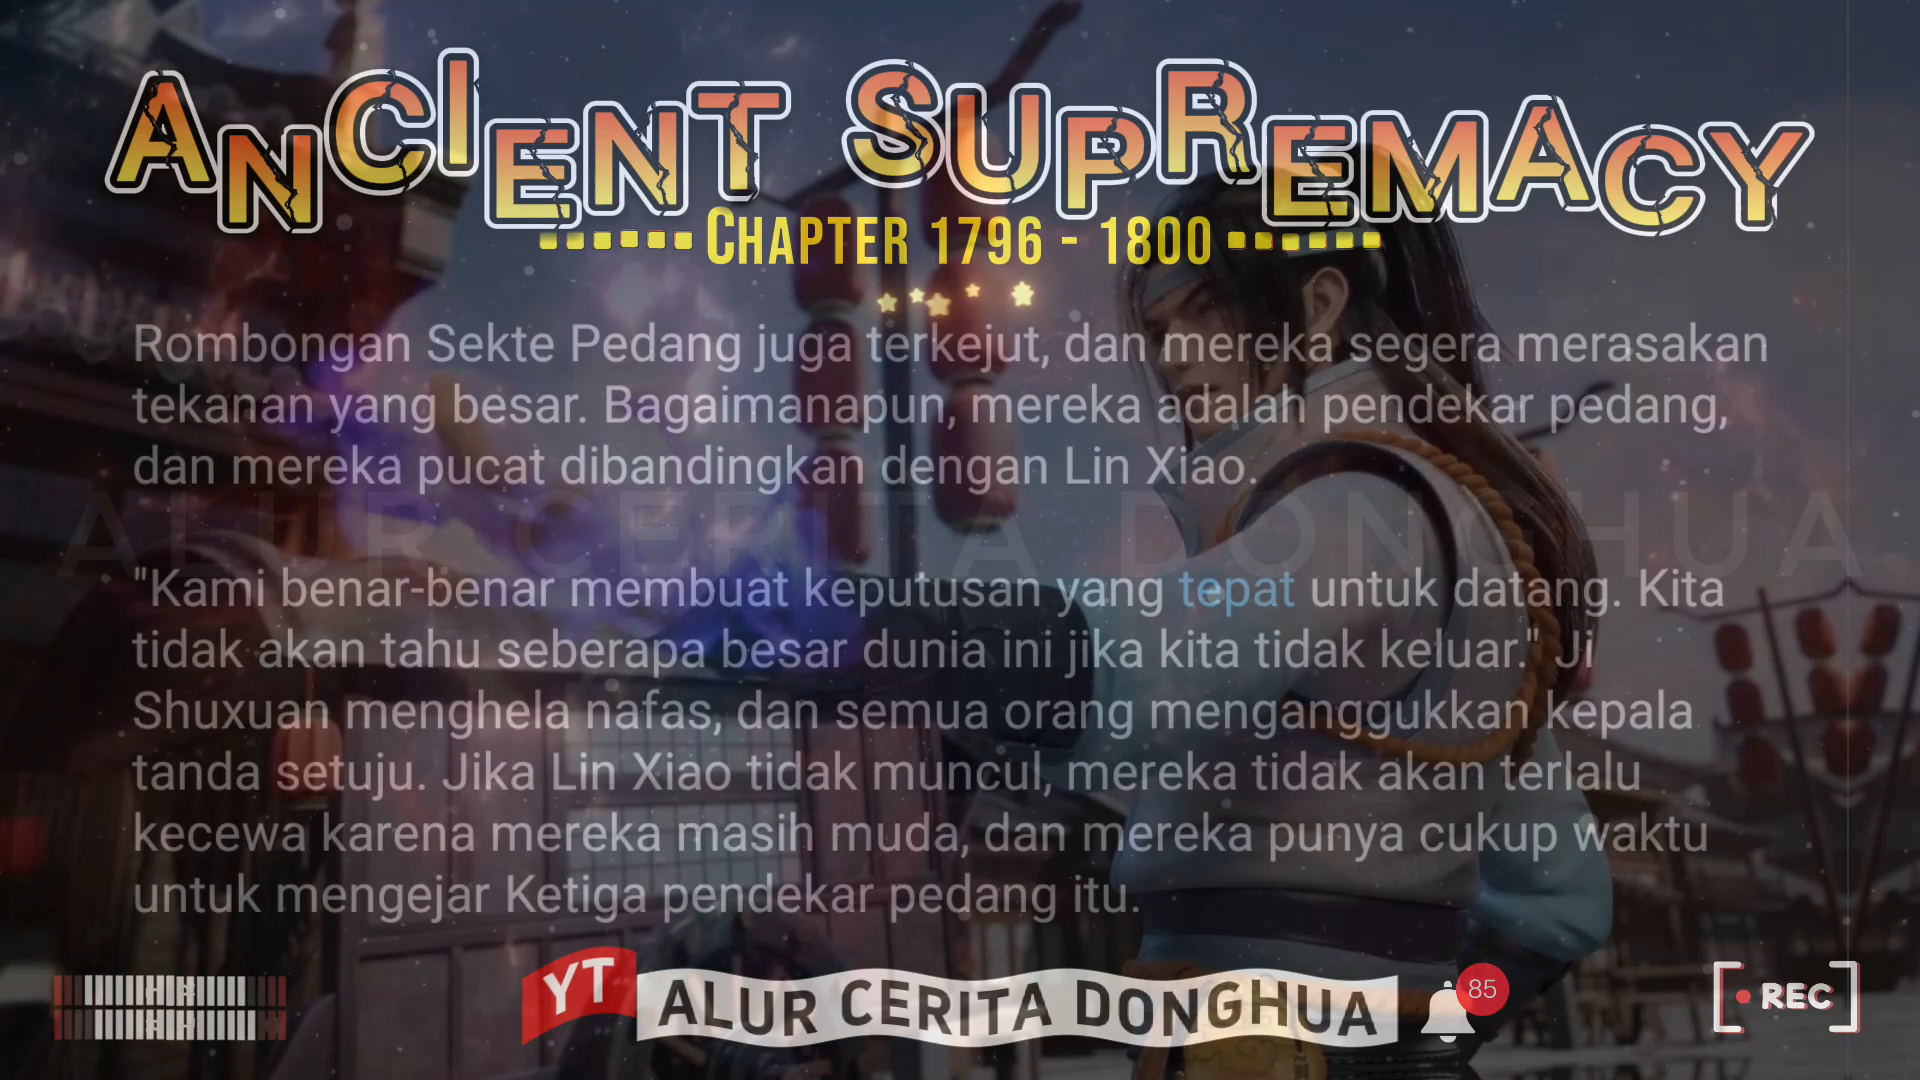 ANCIENT SUPREMACY
CHAPTER 1796 - 1800
Rombongan Sekte Pedang juga terkejut, dan mereka segera merasakan
tekanan yang besar. Bagaimanapun, mereka adalah pendekar pedang,
dan mereka pucat dibandingkan dengan Lin Xiao.
ALUR CERITA DONGHUA
"Kami benar-benar membuat keputusan yang tepat untuk datang. Kita
tidak akan tahu seberapa besar dunia ini jika kita tidak keluar." Ji
Shuxuan menghela nafas, dan semua orang menganggukkan kepala
tanda setuju. Jika Lin Xiao tidak muncul, mereka tidak akan terlalu
kecewa karena mereka masih muda, dan mereka punya cukup waktu
untuk mengejar Ketiga pendekar pedang itu.
YT ALUR CERITA DONGHUA 85
REC